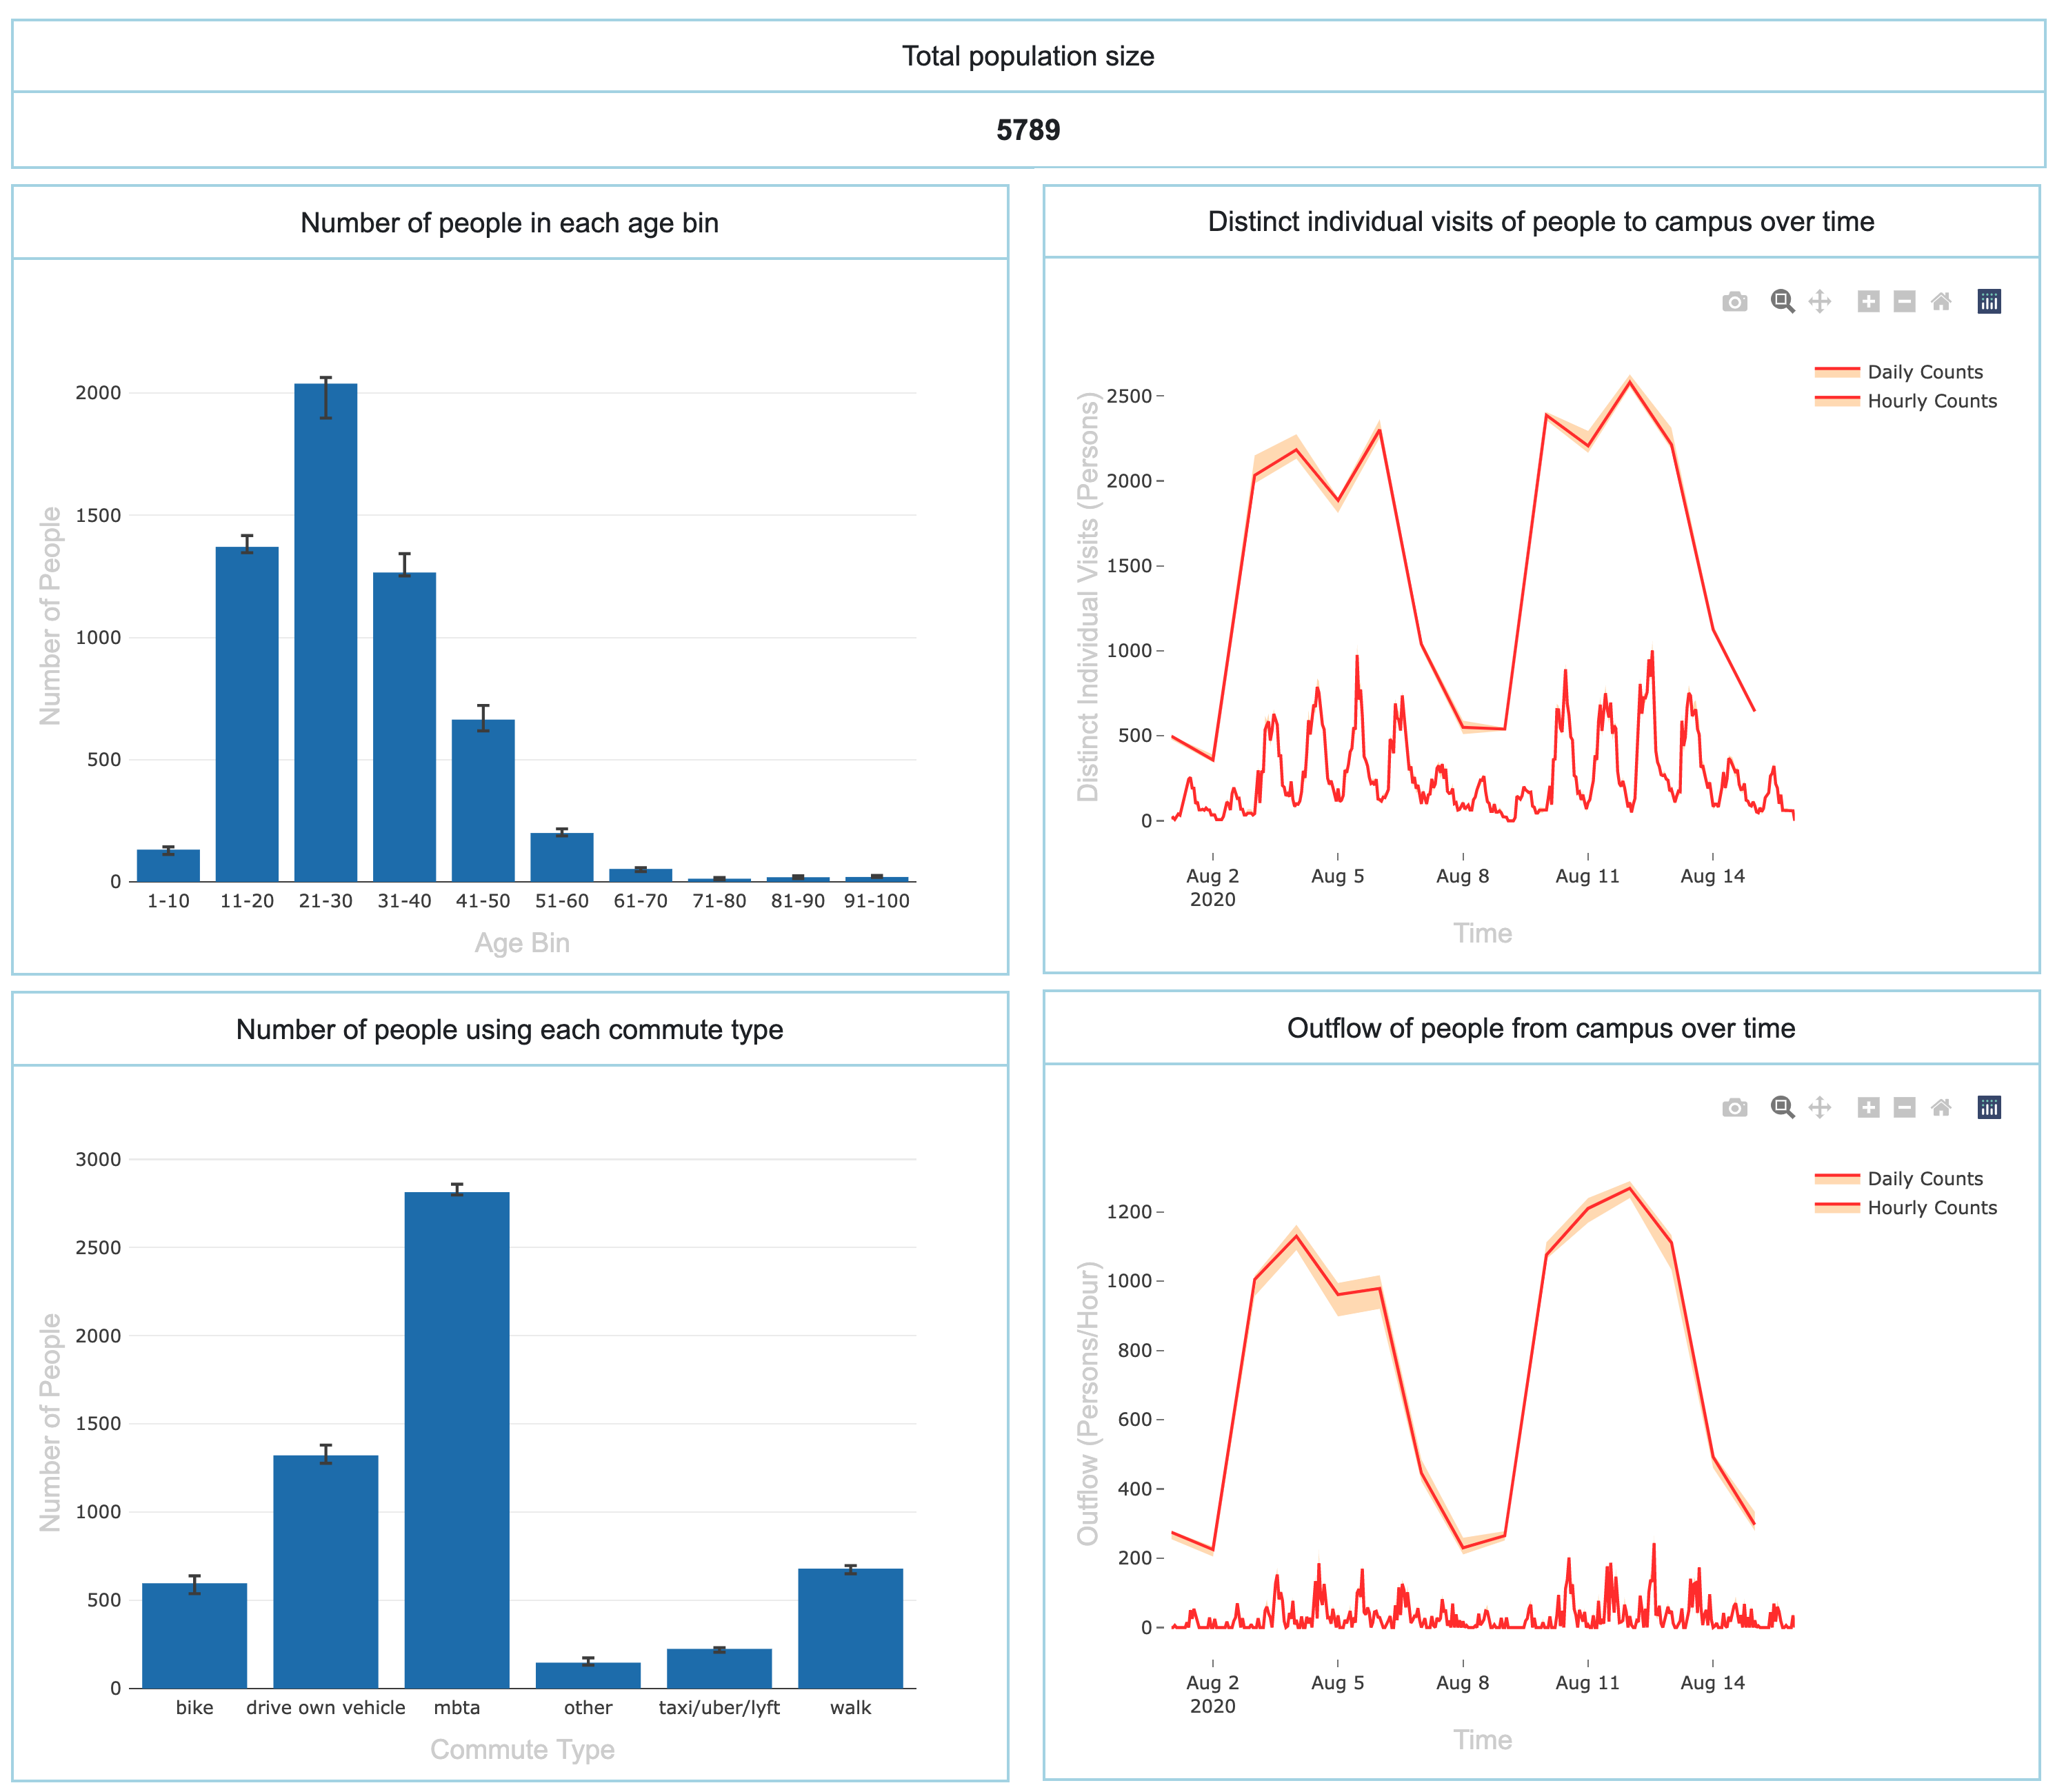 Total population size
5789
Number of people in each age bin
2000
1500
1000
500
0
Number of People
1-10 11-20 21-30 31-40 41-50 51-60 61-70 71-80 81-90 91-100
Age Bin
Distinct individual visits of people to campus over time
Daily Counts
Hourly Counts
2500
2000
1500
1000
500
0
Distinct Individual Visits (Persons)
Aug 2 Aug 5 Aug 8 Aug 11 Aug 14
2020
Time
Number of people using each commute type
3000
2500
2000
1500
1000
500
0
Number of People
bike drive own vehicle mbta other taxi/uber/lyft walk
Commute Type
Outflow of people from campus over time
Daily Counts
Hourly Counts
1200
1000
800
600
400
200
0
Outflow (Persons/Hour)
Aug 2 Aug 5 Aug 8 Aug 11 Aug 14
2020
Time